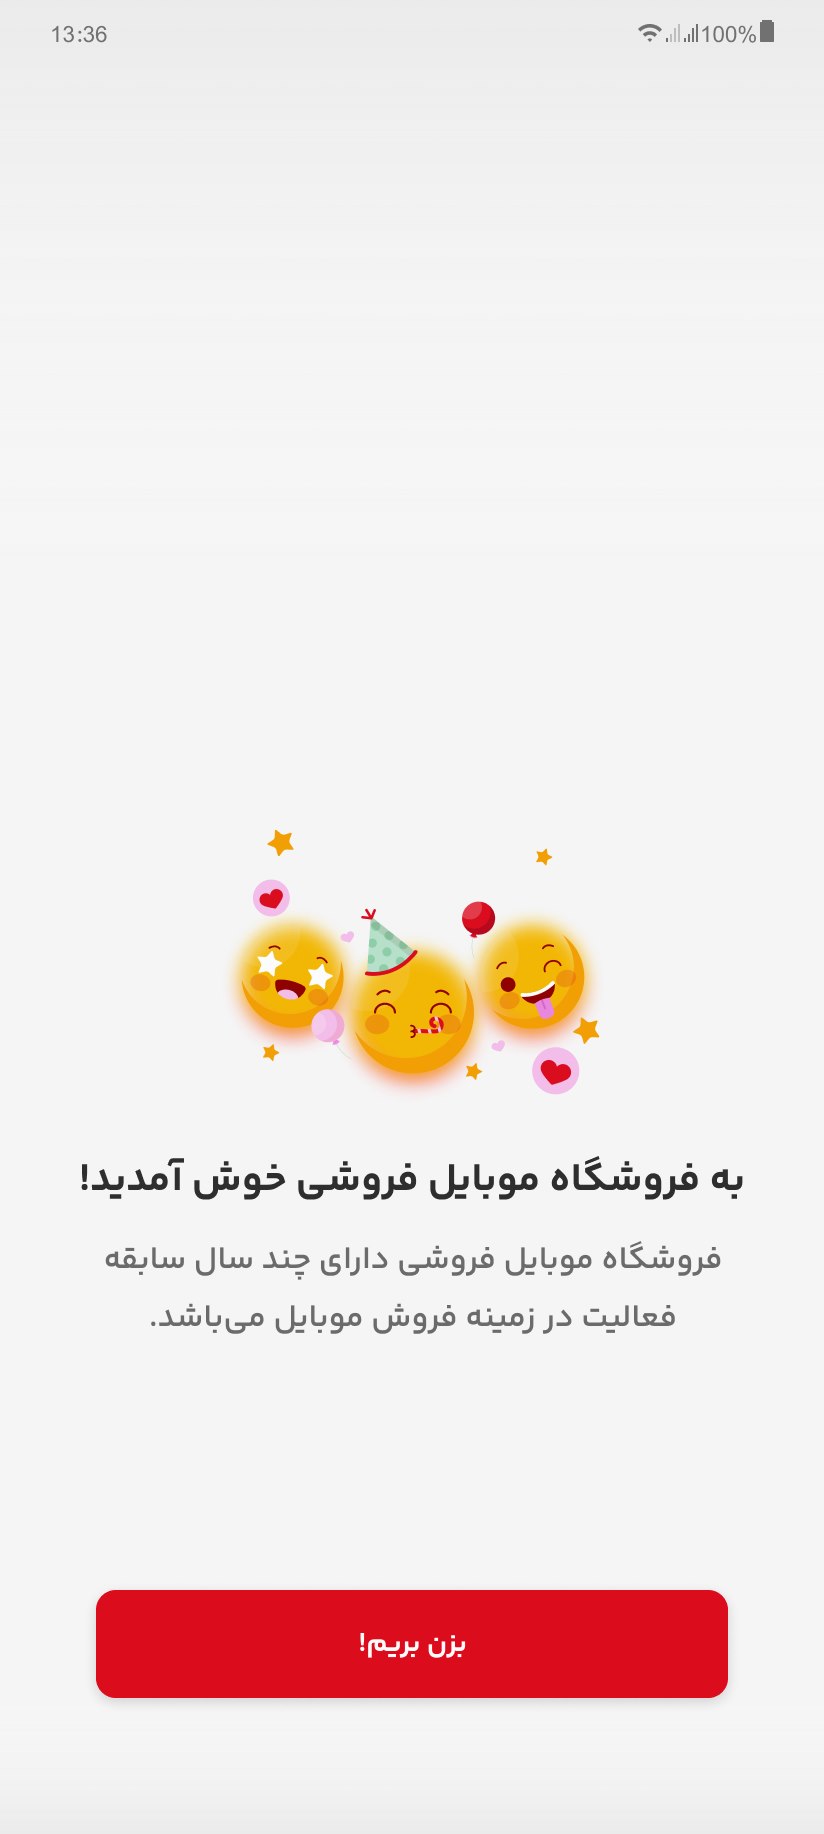 13:36
100%
به فروشگاه موبایل فروشی خوش آمدید!
فروشگاه موبایل فروشی دارای چند سال سابقه
فعالیت در زمینه فروش موبایل می‌باشد.
بزن بریم!